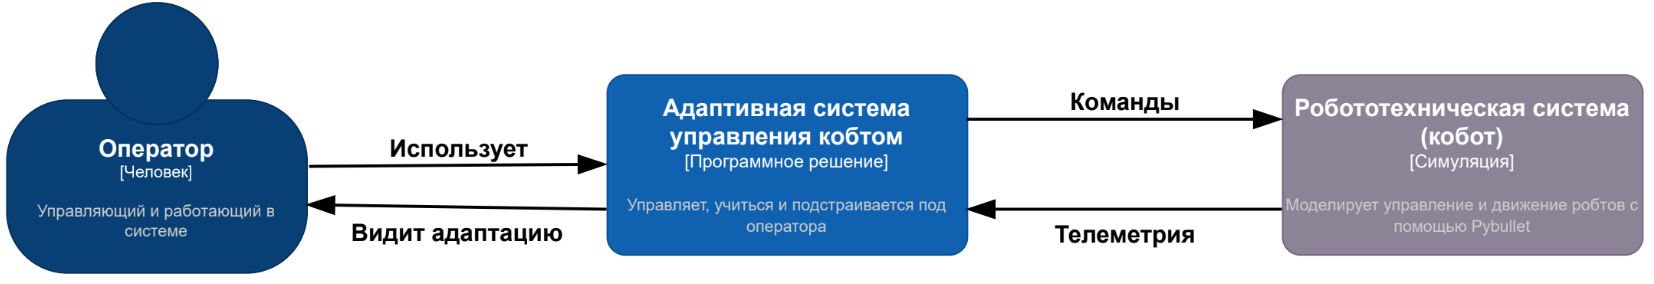 Оператор
[Человек]
Управляющий и работающий в
системе
Использует
Видит адаптацию
Адаптивная система
управления кобтом
[Программное решение]
Управляет, учиться и подстраивается под
оператора
Команды
Телеметрия
Робототехническая система
(кобот)
[Симуляция]
Моделирует управление и движение робтов с
помощью Pybullet